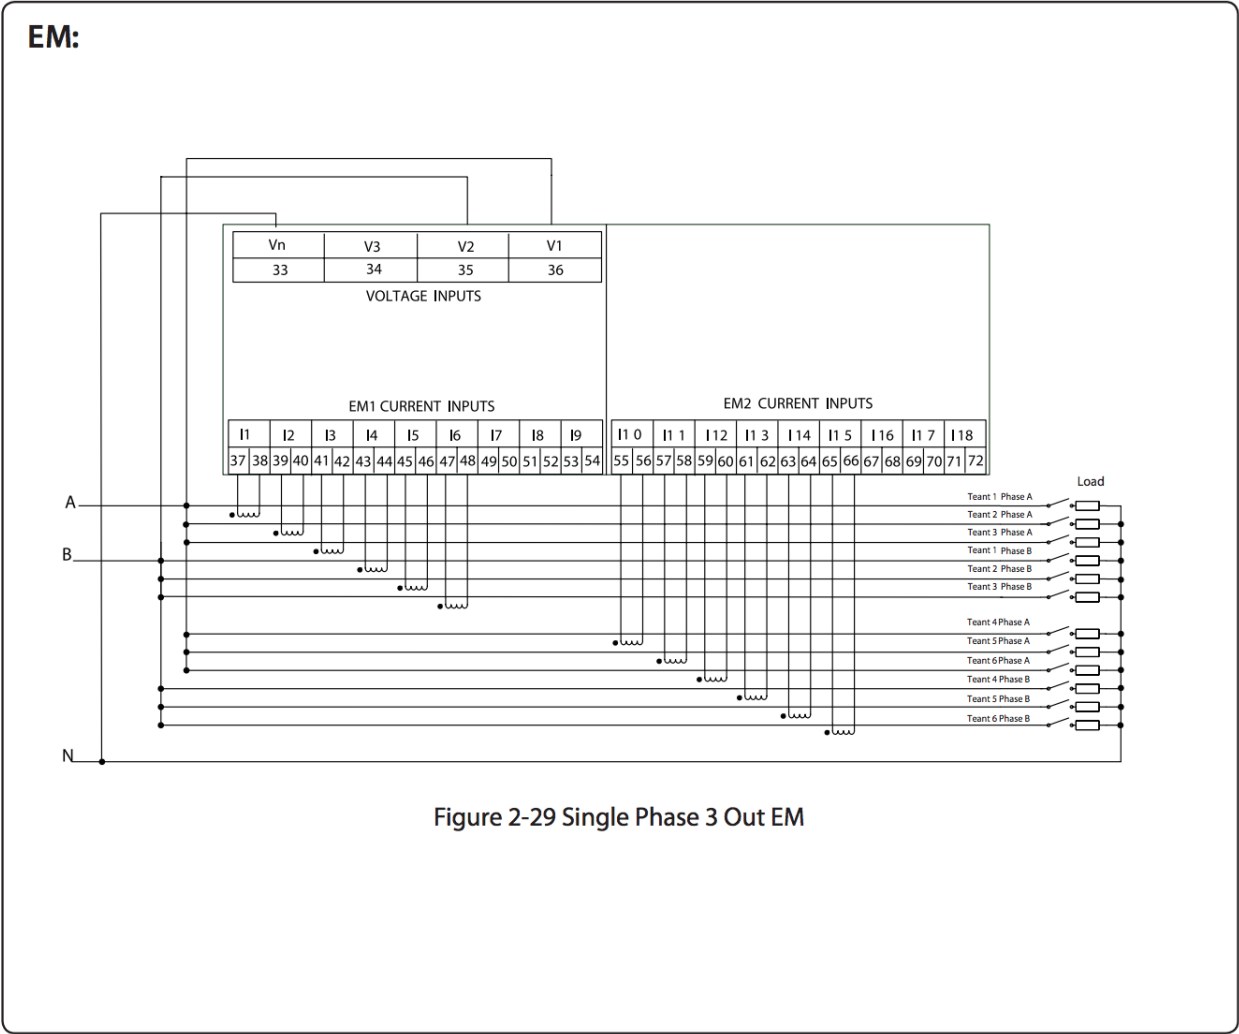 EM:
Vn V3 V2 V1
33 34 35 36
VOLTAGE INPUTS
EM1 CURRENT INPUTS
EM2 CURRENT INPUTS
I1 I2 I3 I4 I5 I6 I7 I8 I9
I1 0 I1 1 I12 I1 3 I14 I1 5 I16 I1 7 I18
37 38 39 40 41 42 43 44 45 46 47 48 49 50 51 52 53 54
55 56 57 58 59 60 61 62 63 64 65 66 67 68 69 70 71 72
Load
A
Teant 1 Phase A
Teant 2 Phase A
Teant 3 Phase A
B
Teant 1 Phase B
Teant 2 Phase B
Teant 3 Phase B
Teant 4 Phase A
Teant 5 Phase A
Teant 6 Phase A
Teant 4 Phase B
Teant 5 Phase B
Teant 6 Phase B
N
Figure 2-29 Single Phase 3 Out EM